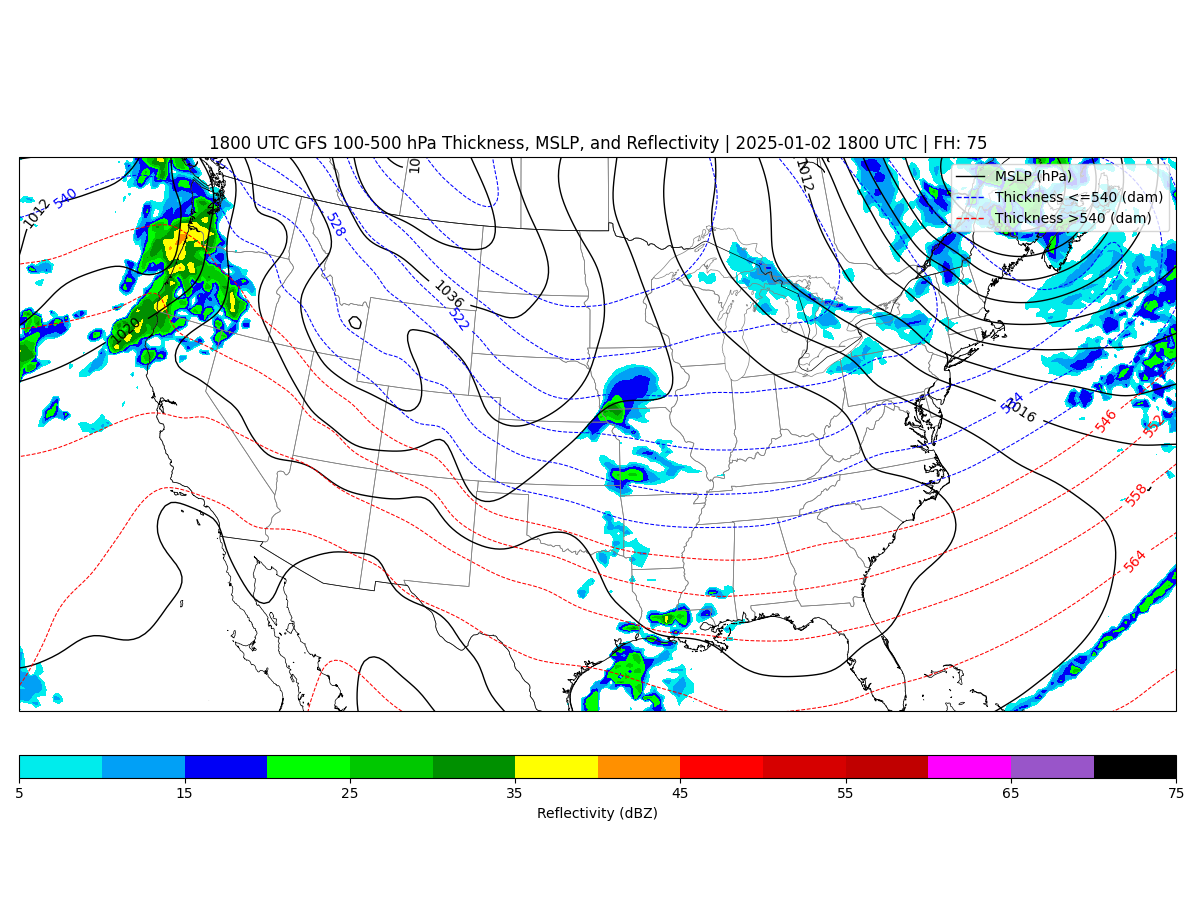 1800 UTC GFS 100-500 hPa Thickness, MSLP, and Reflectivity | 2025-01-02 1800 UTC | FH: 75
MSLP (hPa)
Thickness <=540 (dam)
Thickness >540 (dam)
540
1012
528
1012
1036
522
1020
534
1016
546
552
558
564
5 15 25 35 45 55 65 75
Reflectivity (dBZ)